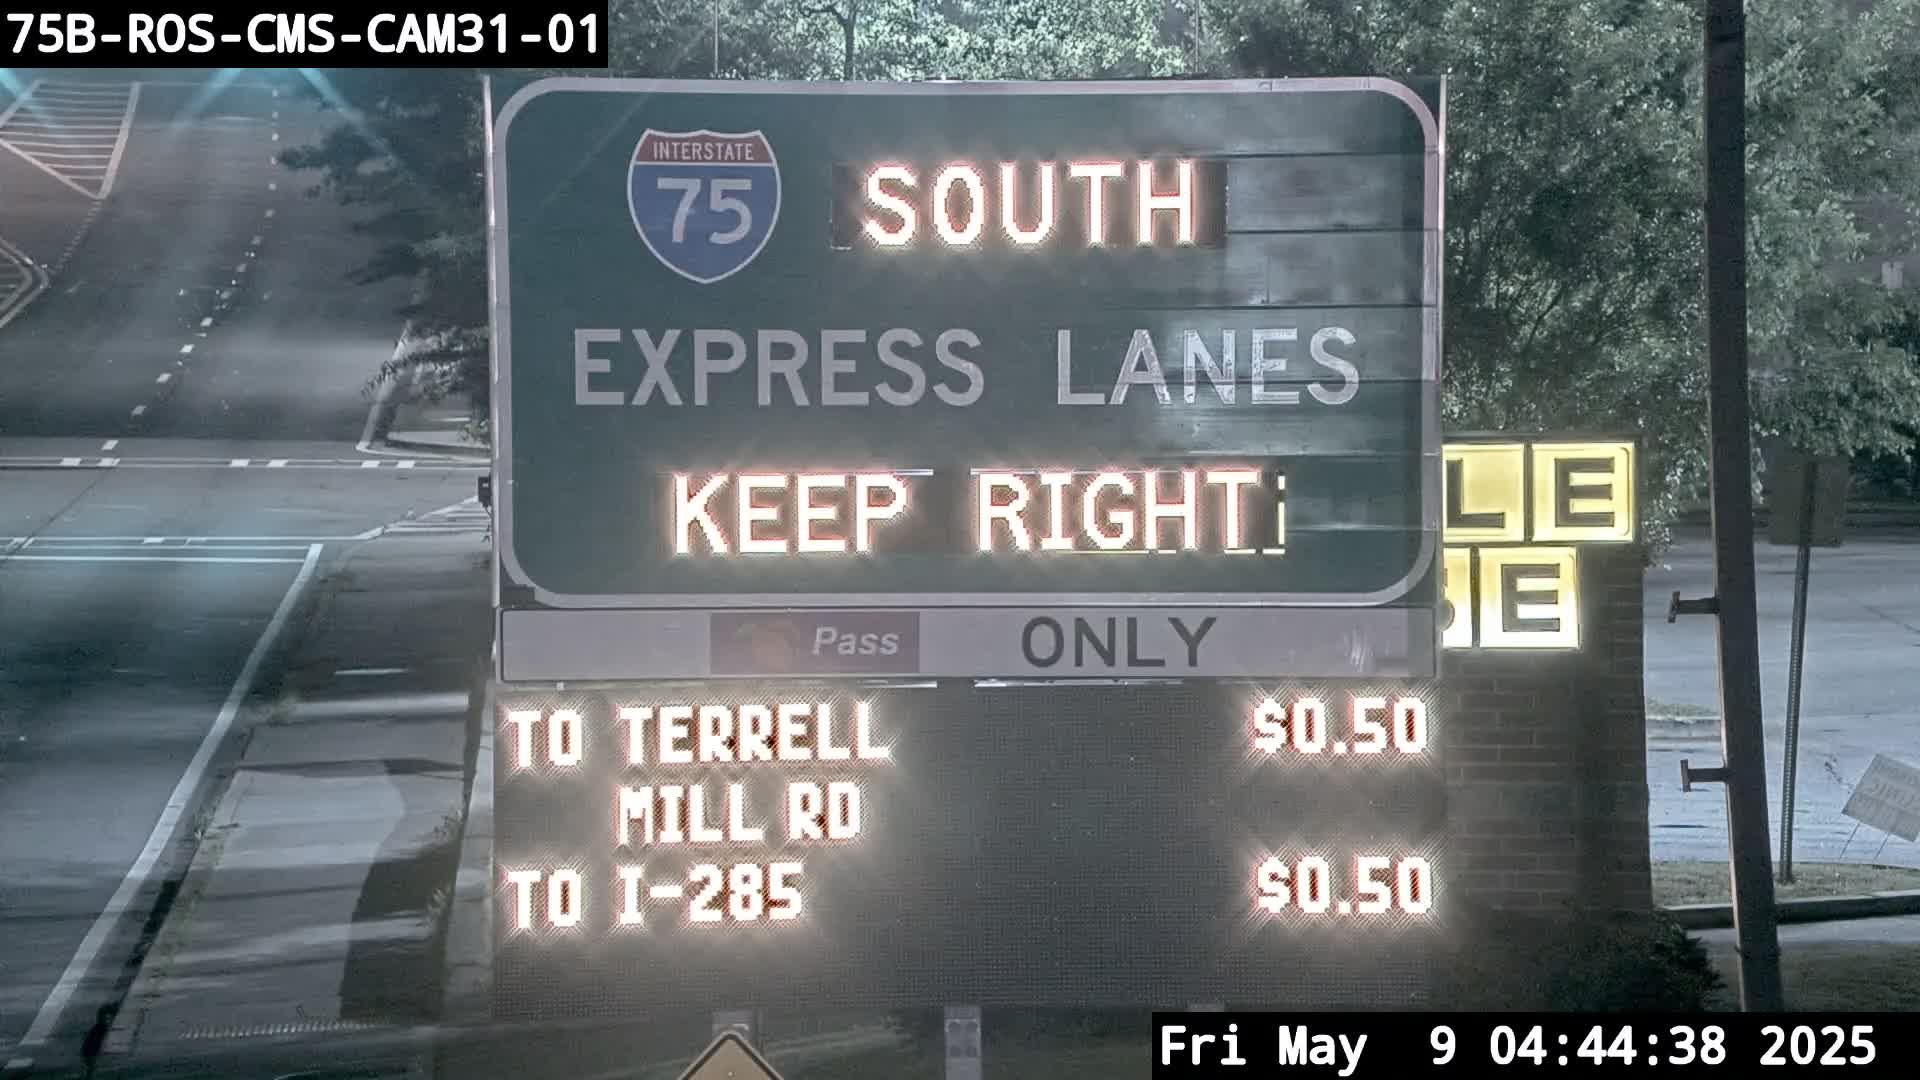 75B-ROS-CMS-CAM31-01
INTERSTATE
75
SOUTH
EXPRESS LANES
KEEP RIGHT
Pass ONLY
TO TERRELL $0.50
MILL RD
TO I-285 $0.50
LE
E
Fri May 9 04:44:38 2025